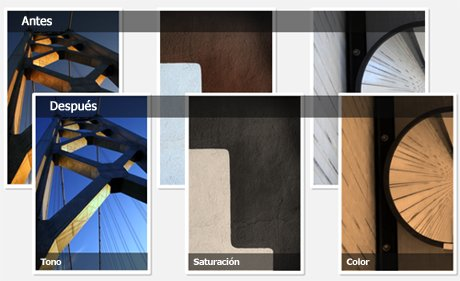 Antes
Después
Tono
Saturación
Color